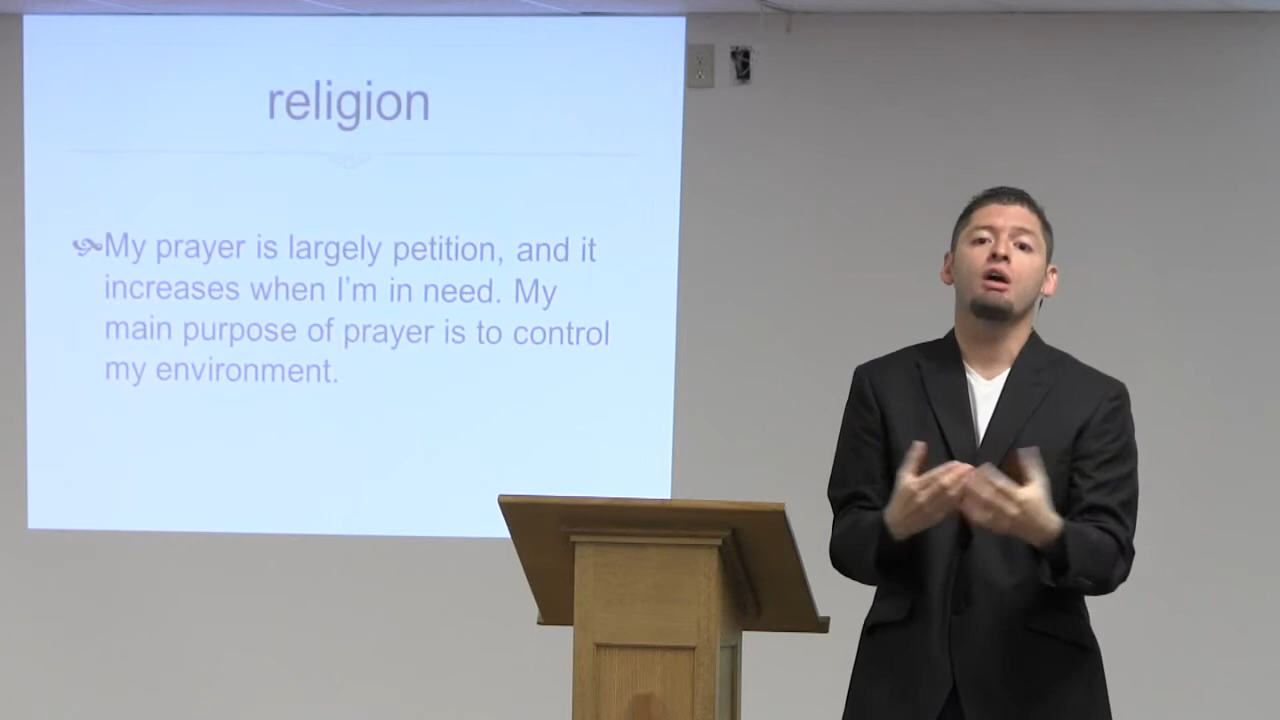 religion
My prayer is largely petition, and it
increases when I'm in need. My
main purpose of prayer is to control
my environment.